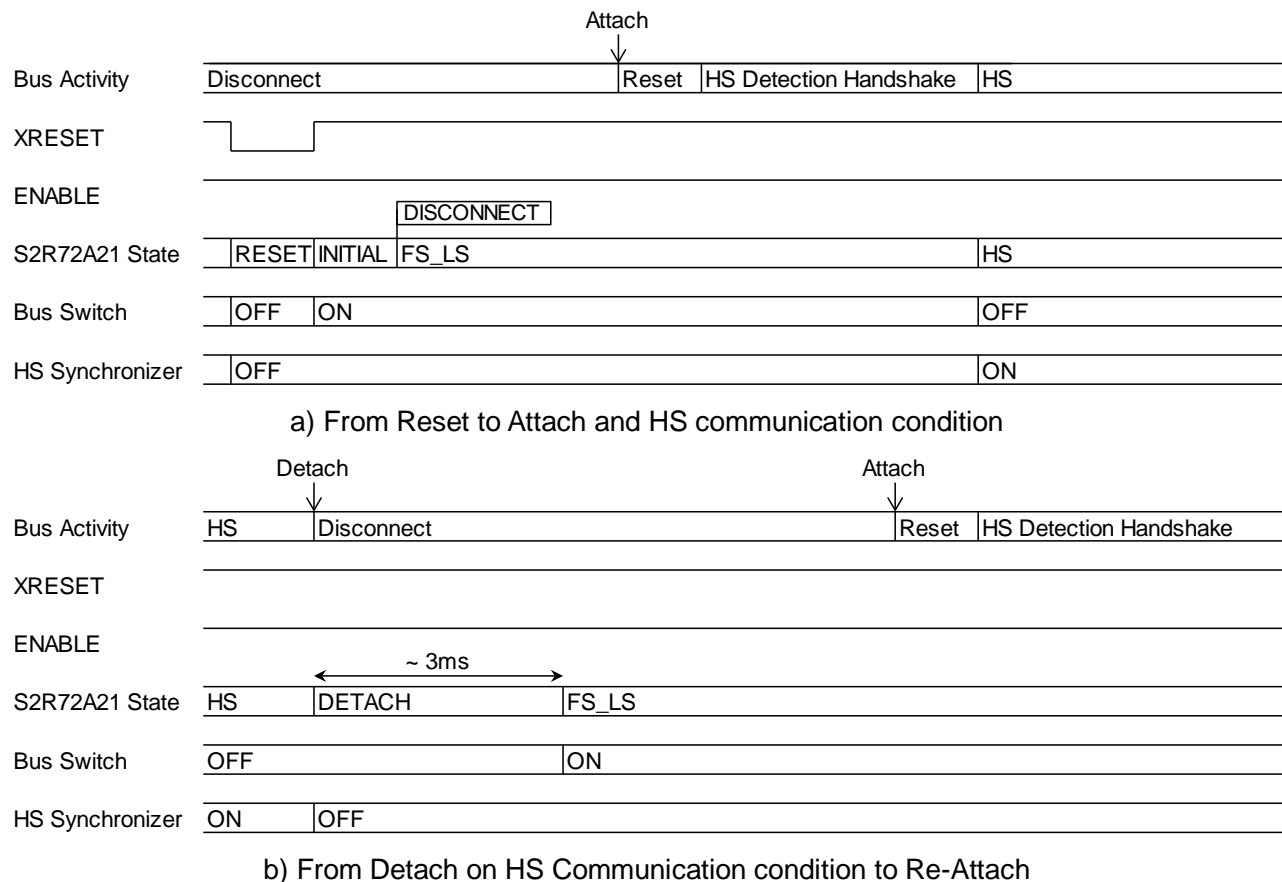 Attach
Bus Activity Disconnect Reset HS Detection Handshake HS
XRESET
ENABLE
DISCONNECT
S2R72A21 State RESET INITIAL FS_LS HS
Bus Switch OFF ON OFF
HS Synchronizer OFF ON
a) From Reset to Attach and HS communication condition
Detach Attach
Bus Activity HS Disconnect Reset HS Detection Handshake
XRESET
ENABLE
~ 3ms
S2R72A21 State HS DETACH FS_LS
Bus Switch OFF ON
HS Synchronizer ON OFF
b) From Detach on HS Communication condition to Re-Attach